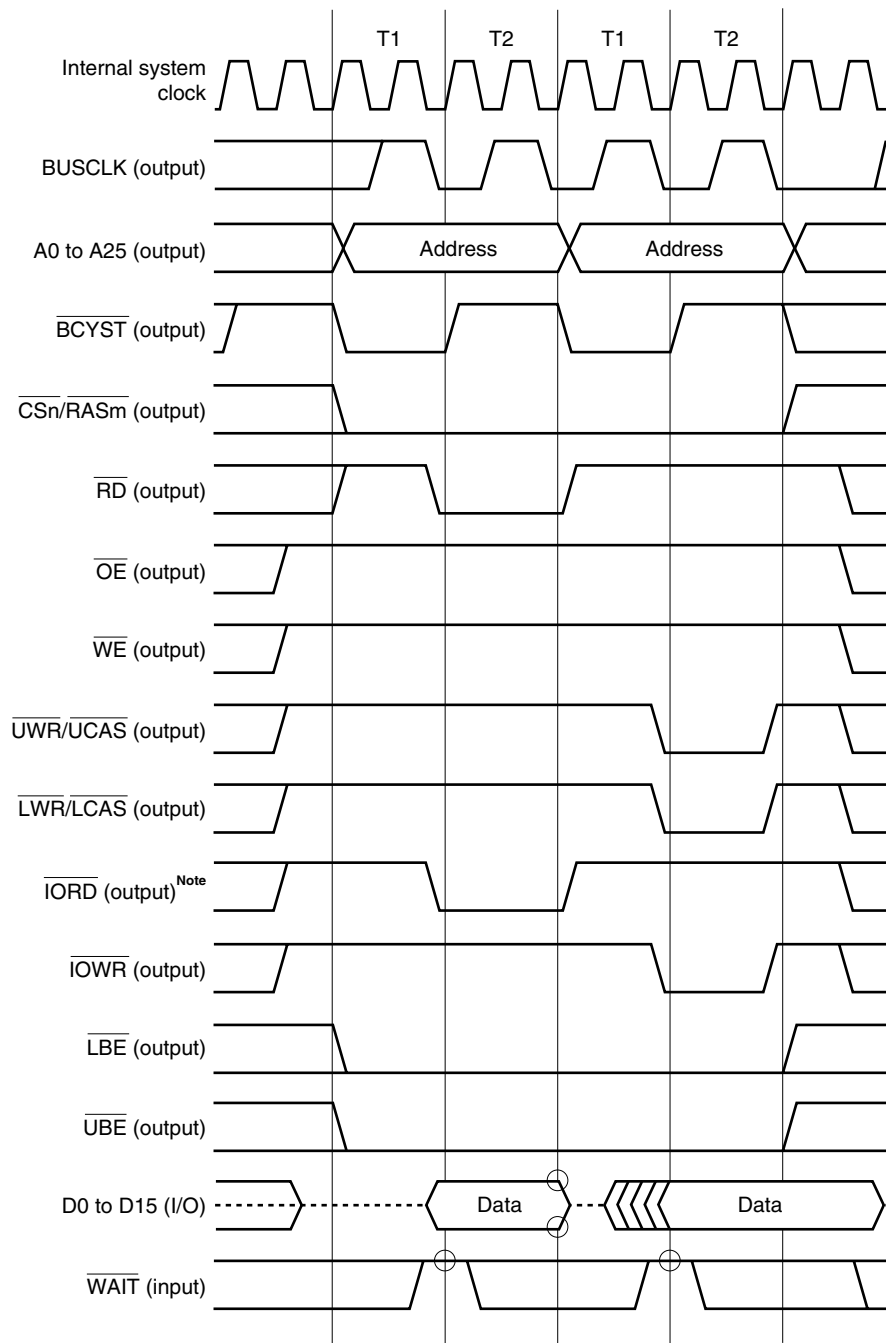 T1 T2 T1 T2
Internal system
clock
BUSCLK (output)
A0 to A25 (output) Address Address
BCYST (output)
CSn/RASm (output)
RD (output)
OE (output)
WE (output)
UWR/UCAS (output)
LWR/LCAS (output)
IORD (output)Note
IOWR (output)
LBE (output)
UBE (output)
D0 to D15 (I/O) Data Data
WAIT (input)